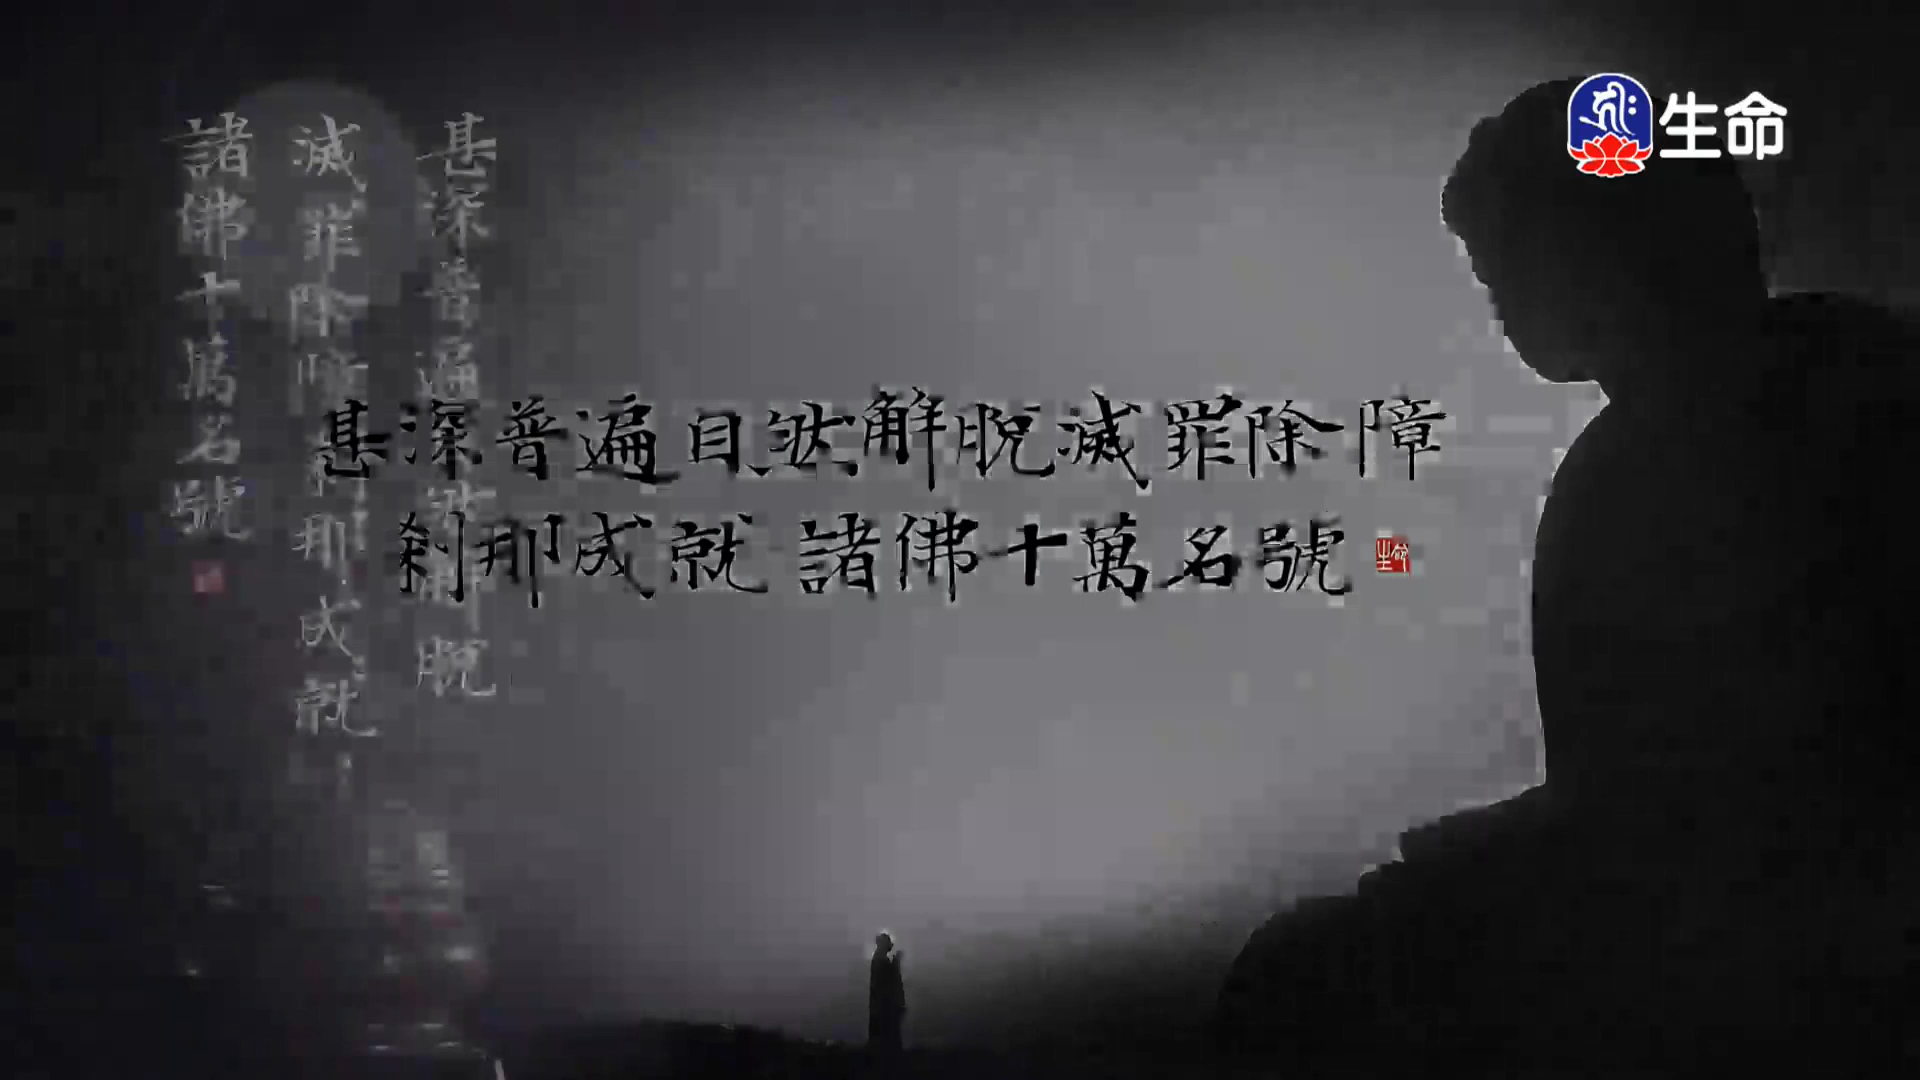 生命
甚深普遍自然解脫滅罪除障
剎那成就 諸佛十萬名號
生命
甚深普遍自然解脫
滅罪除障剎那成就
諸佛十萬名號